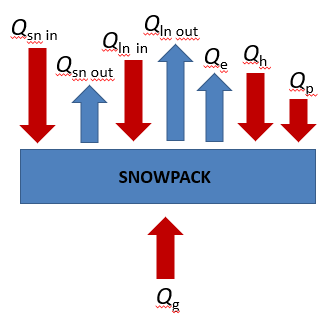 Qsn in
Qsn out
Qln in
Qln out
Qe
Qh
Qp
SNOWPACK
Qg